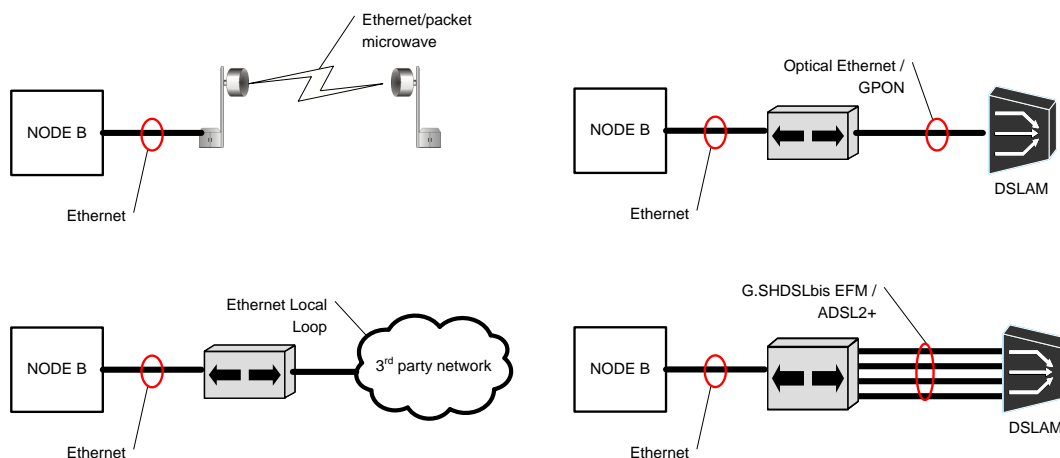 Ethernet/packet
microwave
NODE B
Ethernet
Optical Ethernet /
GPON
NODE B
DSLAM
Ethernet
Ethernet Local
Loop
NODE B
3rd party network
Ethernet
G.SHDSLbis EFM /
ADSL2+
NODE B
DSLAM
Ethernet